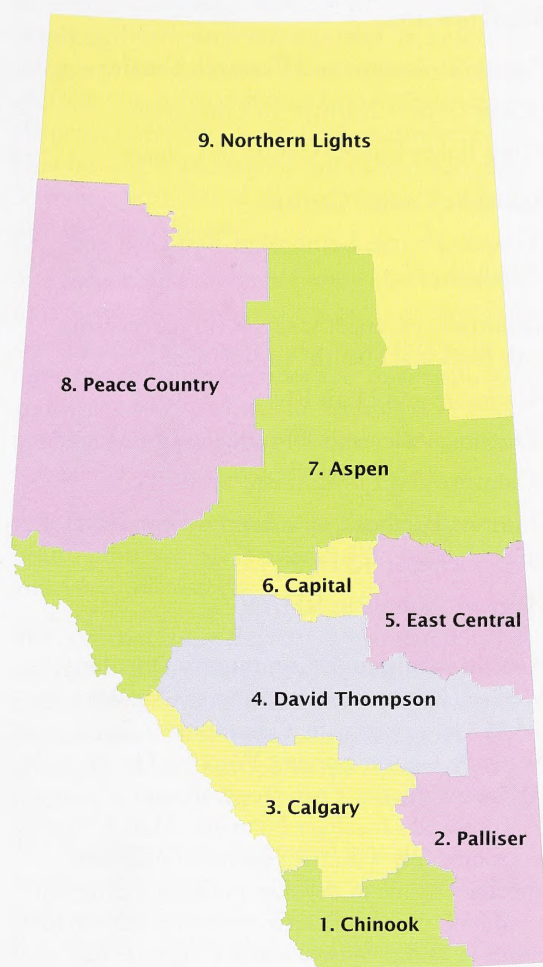 9. Northern Lights
8. Peace Country
7. Aspen
6. Capital
5. East Central
4. David Thompson
3. Calgary
2. Palliser
1. Chinook